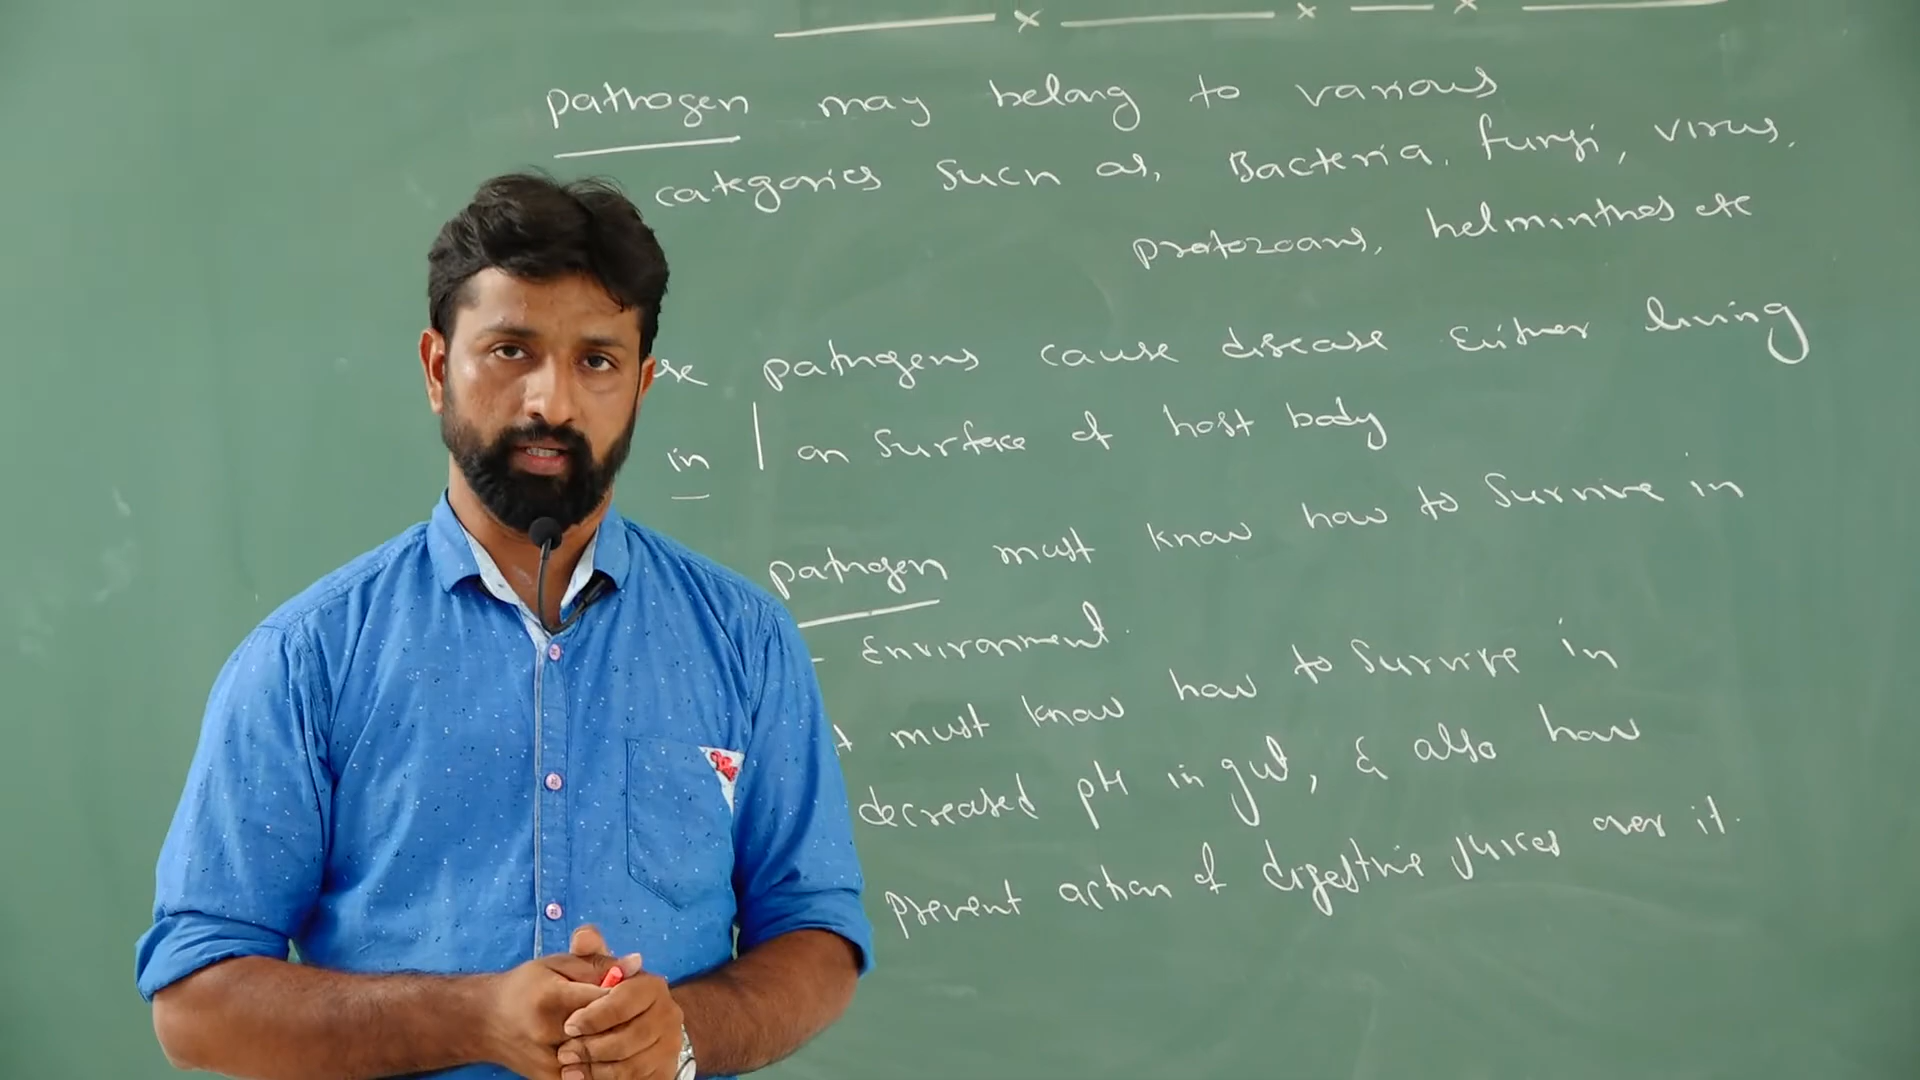 pathogen may belong to various
categories such as, Bacteria, fungi, virus,
protozoans, helminthes etc
se pathogens cause disease Either living
in / on surface of host body
pathogen must know how to survive in
Environment.
t must know how to survive in
decreased pH in gut, & also how
prevent action of digestive juices over it.